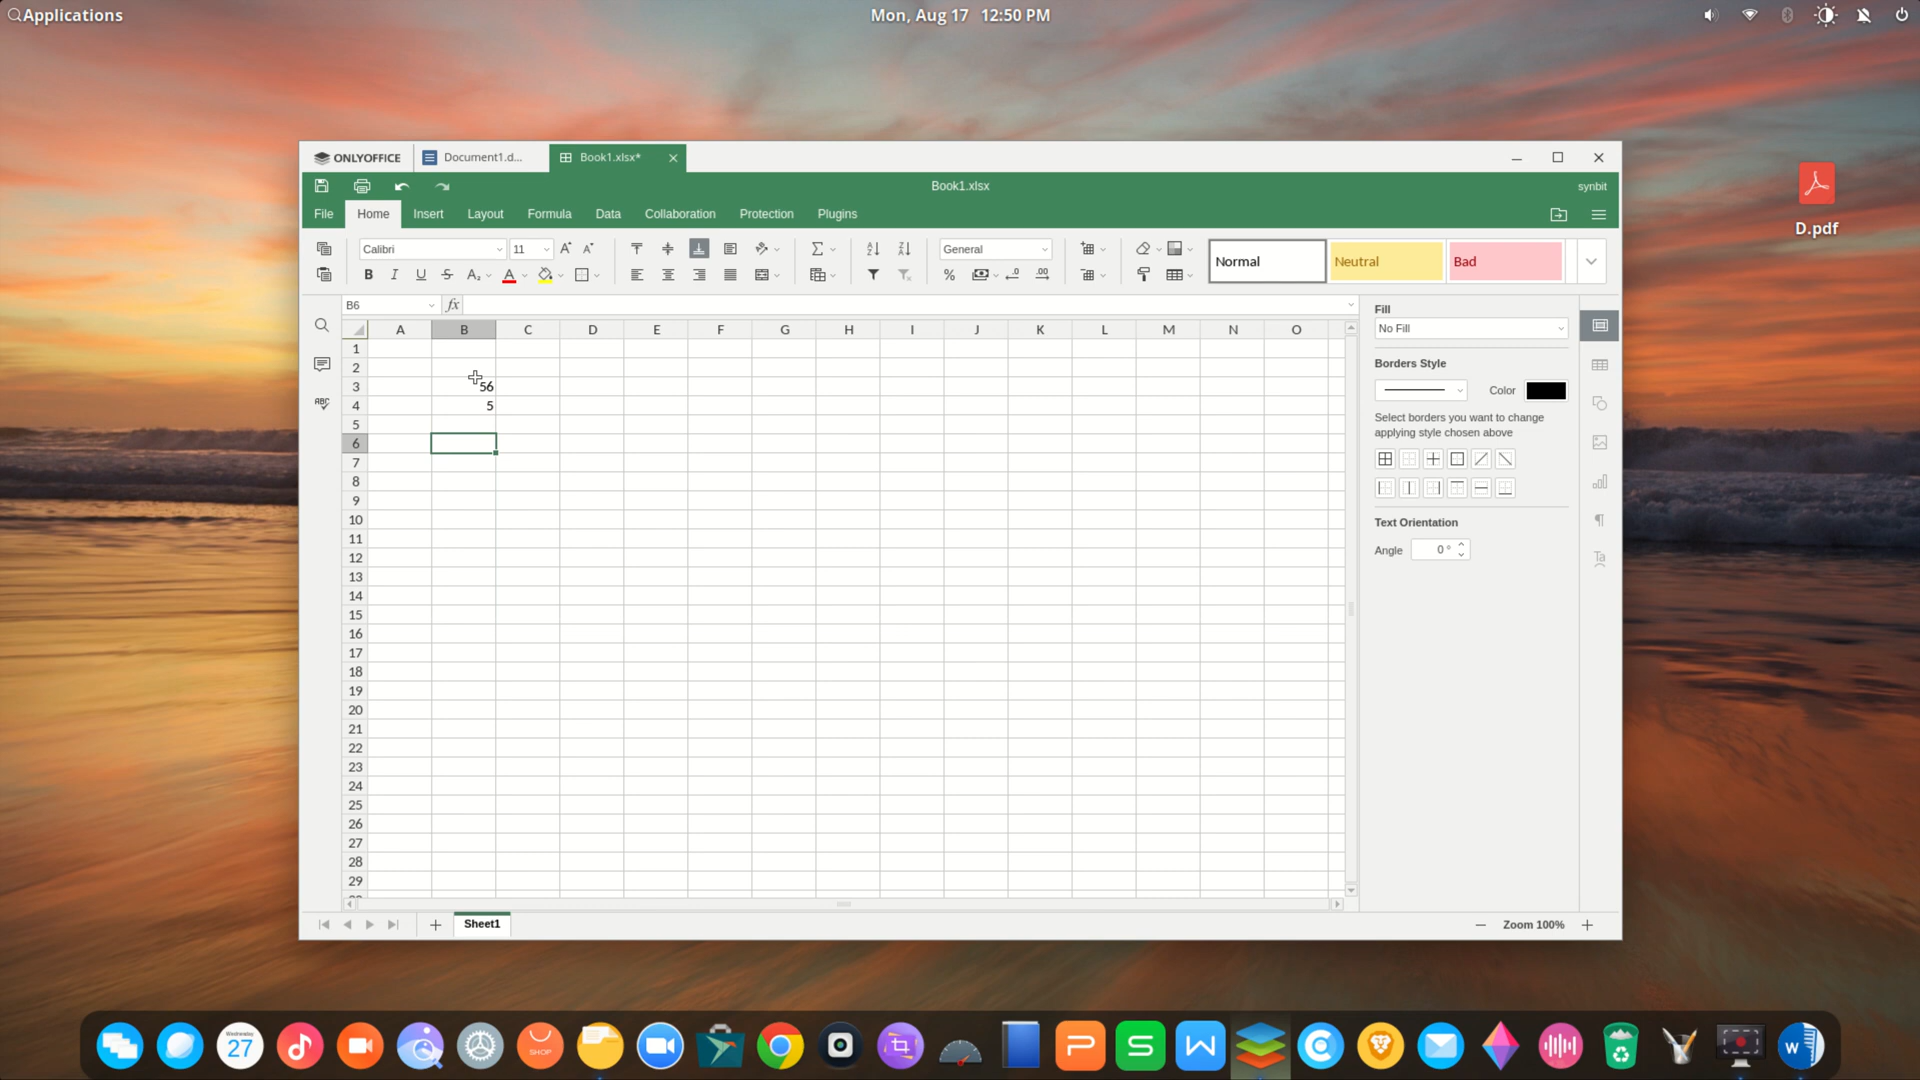 Applications
Mon, Aug 17 12:50 PM
D.pdf
ONLYOFFICE
Document1.d...
Book1.xlsx*
Book1.xlsx
synbit
File Home Insert Layout Formula Data Collaboration Protection Plugins
Calibri 11 General
Normal Neutral Bad
B I U S A₂ A
%
B6 fx
A B C D E F G H I J K L M N O
1
2
3 56
4 5
5
6
7
8
9
10
11
12
13
14
15
16
17
18
19
20
21
22
23
24
25
26
27
28
29
ABC
Fill
No Fill
Borders Style
Color
Select borders you want to change
applying style chosen above
Text Orientation
Angle 0 °
Sheet1
Zoom 100%
Wednesday
27
SHOP
P
S
W
W